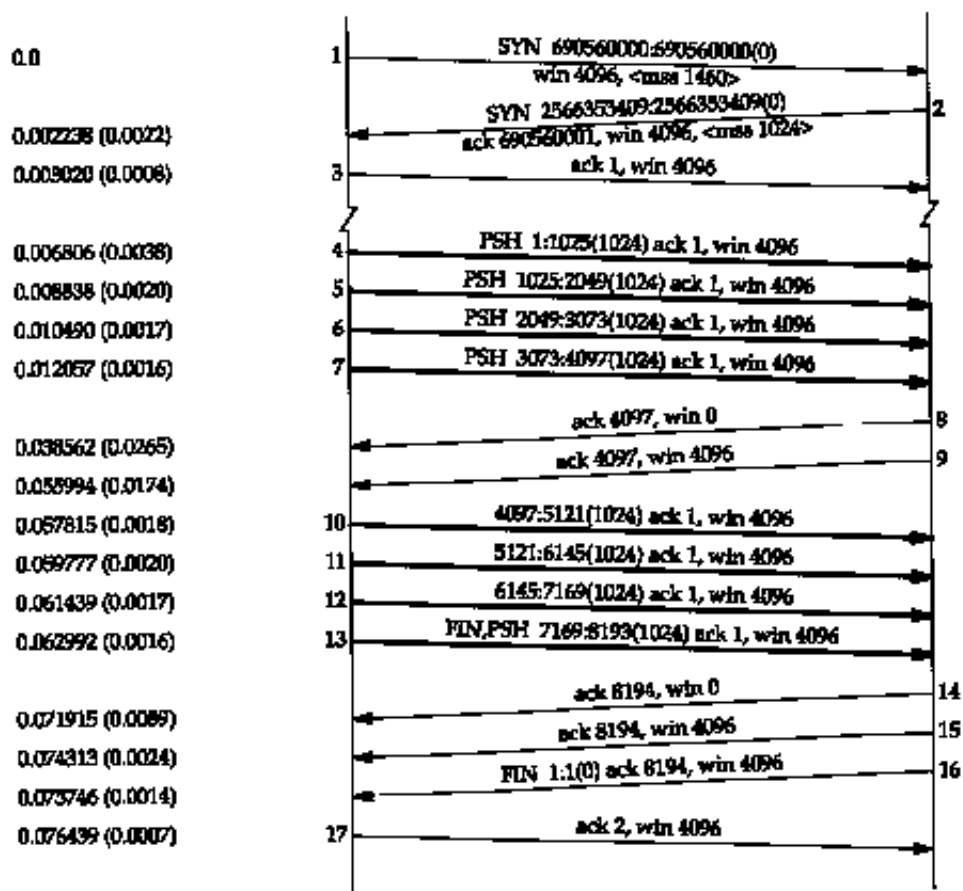 0.0
1
SYN 690560000:690560000(0)
win 4096, <mss 1460>
SYN 2566353409:2566353409(0)
2
0.002238 (0.0022)
ack 690560001, win 4096, <mss 1024>
0.003020 (0.0008)
3
ack 1, win 4096
0.006806 (0.0038)
4
PSH 1:1025(1024) ack 1, win 4096
0.008838 (0.0020)
5
PSH 1025:2049(1024) ack 1, win 4096
0.010490 (0.0017)
6
PSH 2049:3073(1024) ack 1, win 4096
0.012057 (0.0016)
7
PSH 3073:4097(1024) ack 1, win 4096
ack 4097, win 0
8
0.038562 (0.0265)
ack 4097, win 4096
9
0.055994 (0.0174)
0.057815 (0.0018)
10
4097:5121(1024) ack 1, win 4096
0.059777 (0.0020)
11
5121:6145(1024) ack 1, win 4096
0.061439 (0.0017)
12
6145:7169(1024) ack 1, win 4096
0.062992 (0.0016)
13
FIN,PSH 7169:8193(1024) ack 1, win 4096
ack 8194, win 0
14
0.071915 (0.0089)
ack 8194, win 4096
15
0.074313 (0.0024)
FIN 1:1(0) ack 8194, win 4096
16
0.075746 (0.0014)
0.076439 (0.0007)
17
ack 2, win 4096